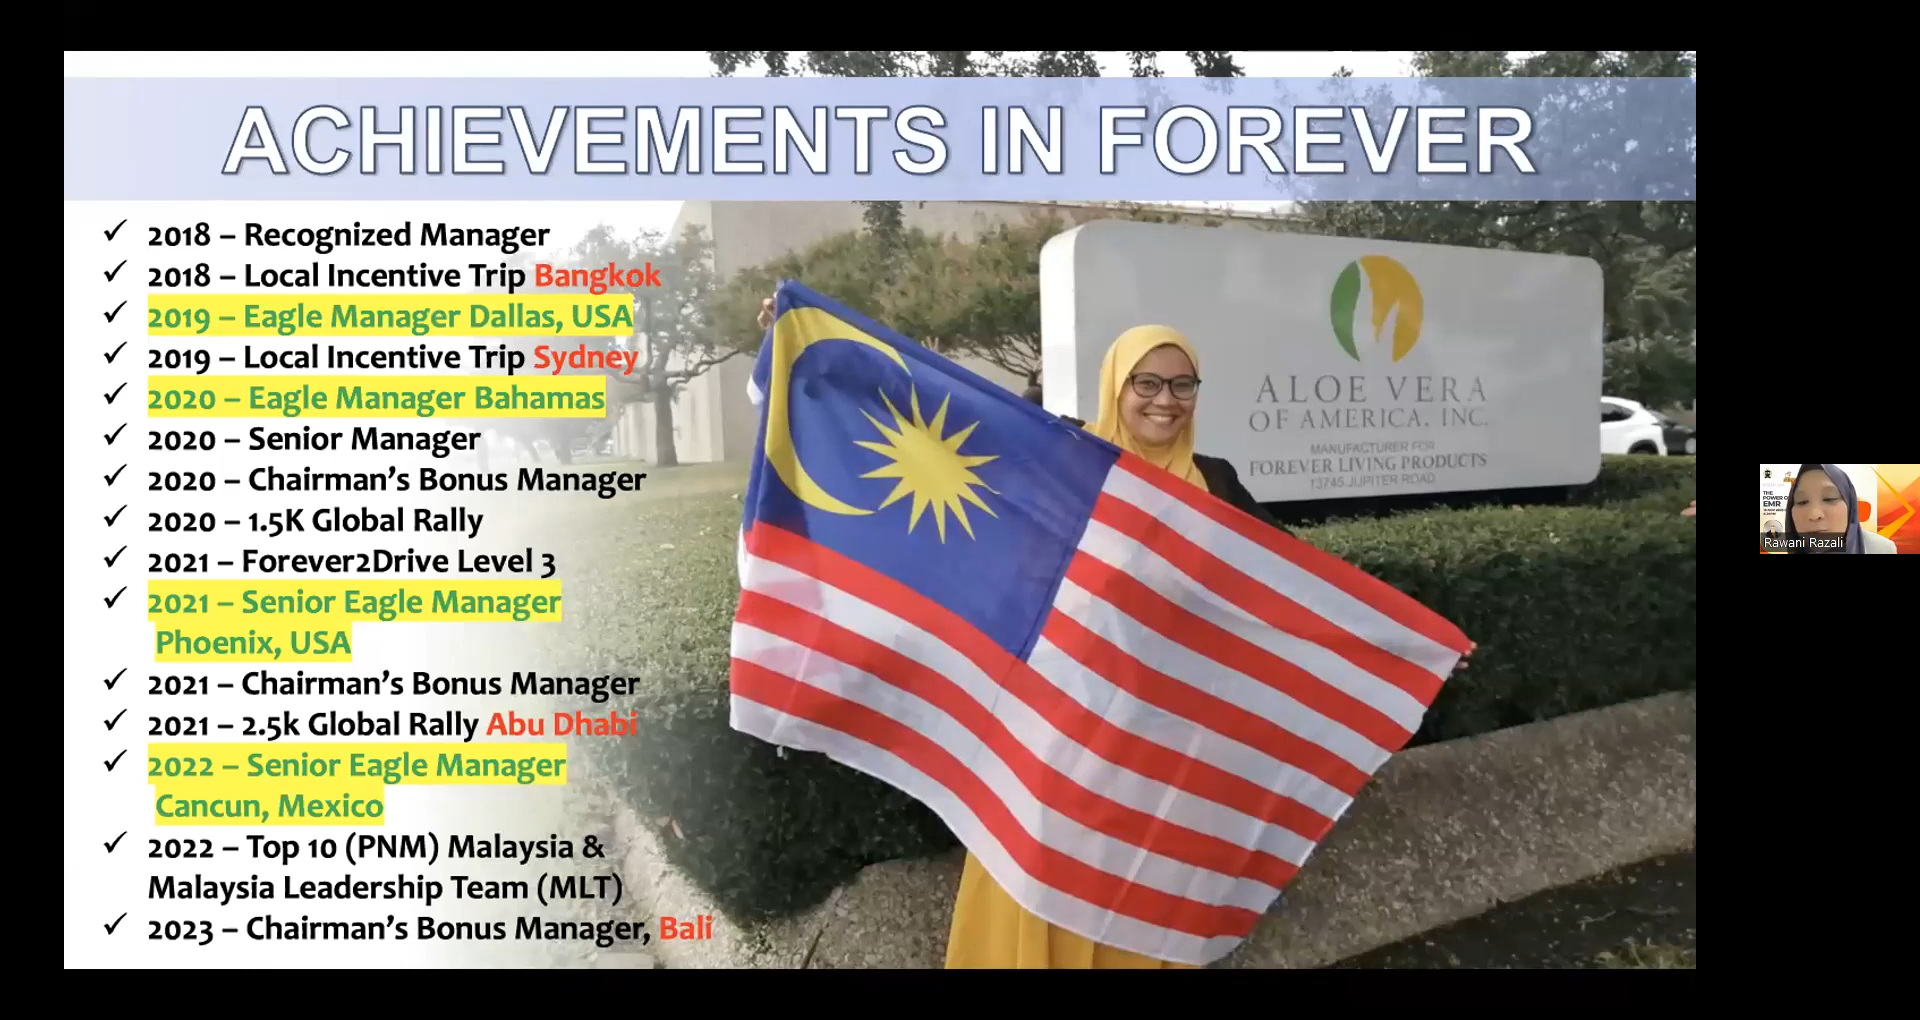 ACHIEVEMENTS IN FOREVER
✓ 2018 – Recognized Manager
✓ 2018 – Local Incentive Trip Bangkok
✓ 2019 – Eagle Manager Dallas, USA
✓ 2019 – Local Incentive Trip Sydney
✓ 2020 – Eagle Manager Bahamas
✓ 2020 – Senior Manager
✓ 2020 – Chairman’s Bonus Manager
✓ 2020 – 1.5K Global Rally
✓ 2021 – Forever2Drive Level 3
✓ 2021 – Senior Eagle Manager
Phoenix, USA
✓ 2021 – Chairman’s Bonus Manager
✓ 2021 – 2.5k Global Rally Abu Dhabi
✓ 2022 – Senior Eagle Manager
Cancun, Mexico
✓ 2022 – Top 10 (PNM) Malaysia &
Malaysia Leadership Team (MLT)
✓ 2023 – Chairman’s Bonus Manager, Bali
ALOE VERA
OF AMERICA, INC.
MANUFACTURER FOR
FOREVER LIVING PRODUCTS
13745 JUPITER ROAD
THE
POWER
EMR
Rawani Razali